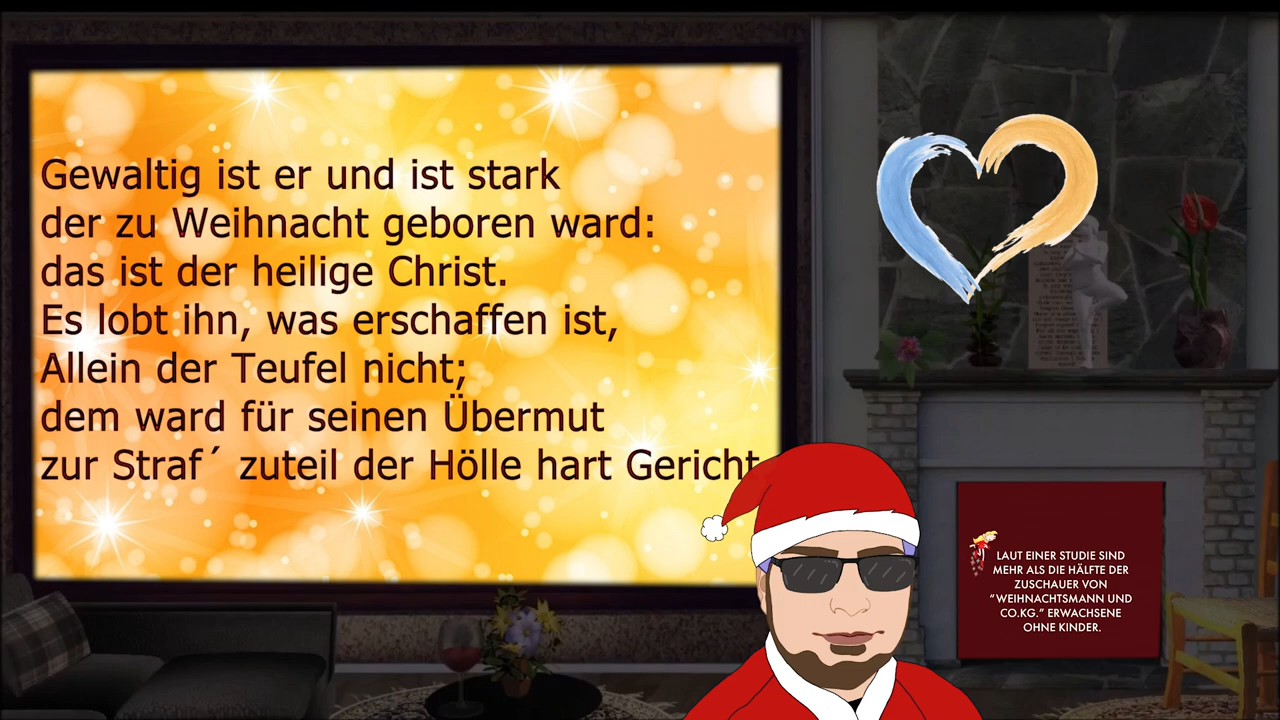 Gewaltig ist er und ist stark
der zu Weihnacht geboren ward:
das ist der heilige Christ.
Es lobt ihn, was erschaffen ist,
Allein der Teufel nicht;
dem ward für seinen Übermut
zur Straf´ zuteil der Hölle hart Gericht
LAUT EINER STUDIE SIND
MEHR ALS DIE HÄLFTE DER
ZUSCHAUER VON
“WEIHNACHTSMANN UND
CO.KG.” ERWACHSENE
OHNE KINDER.